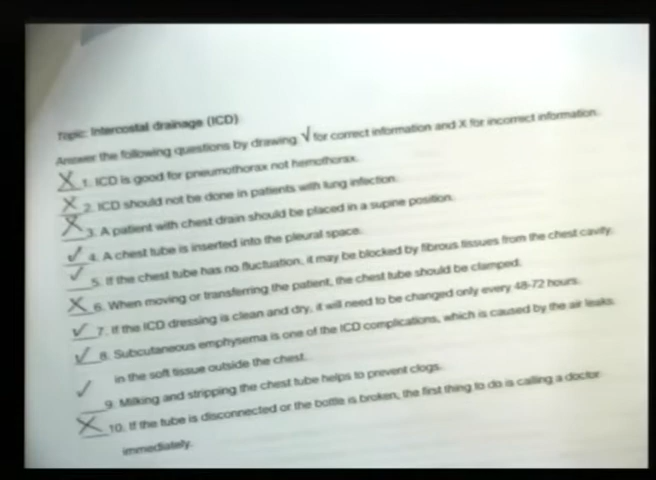 Topic: Intercostal drainage (ICD)
Answer the following questions by drawing √ for correct information and X for incorrect information.
X 1. ICD is good for pneumothorax not hemothorax.
X 2. ICD should not be done in patients with lung infection.
X 3. A patient with chest drain should be placed in a supine position.
✓ 4. A chest tube is inserted into the pleural space.
✓ 5. If the chest tube has no fluctuation, it may be blocked by fibrous tissues from the chest cavity.
X 6. When moving or transferring the patient, the chest tube should be clamped.
✓ 7. If the ICD dressing is clean and dry, it will need to be changed only every 48-72 hours.
✓ 8. Subcutaneous emphysema is one of the ICD complications, which is caused by the air leaks
in the soft tissue outside the chest.
✓ 9. Milking and stripping the chest tube helps to prevent clogs.
X 10. If the tube is disconnected or the bottle is broken, the first thing to do is calling a doctor
immediately.